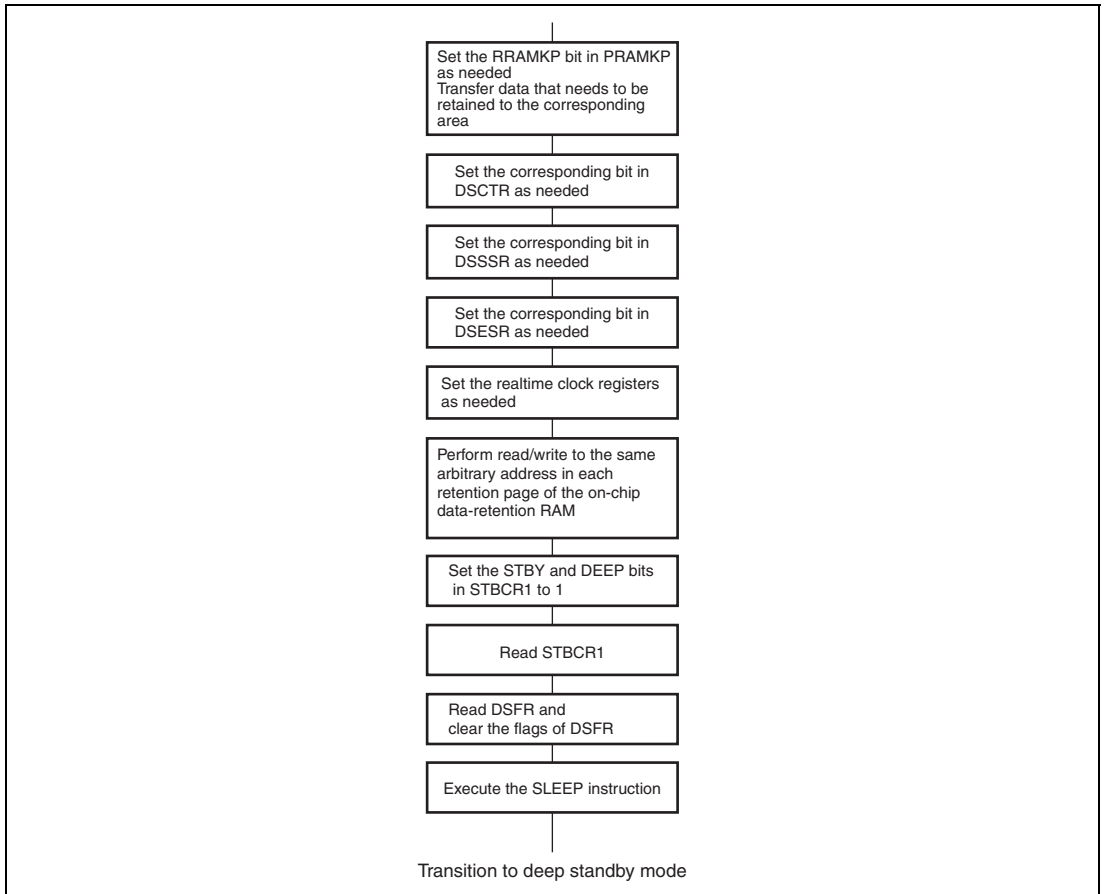 Set the RRAMKP bit in PRAMKP
as needed
Transfer data that needs to be
retained to the corresponding
area
Set the corresponding bit in
DSCTR as needed
Set the corresponding bit in
DSSSR as needed
Set the corresponding bit in
DSESR as needed
Set the realtime clock registers
as needed
Perform read/write to the same
arbitrary address in each
retention page of the on-chip
data-retention RAM
Set the STBY and DEEP bits
in STBCR1 to 1
Read STBCR1
Read DSFR and
clear the flags of DSFR
Execute the SLEEP instruction
Transition to deep standby mode